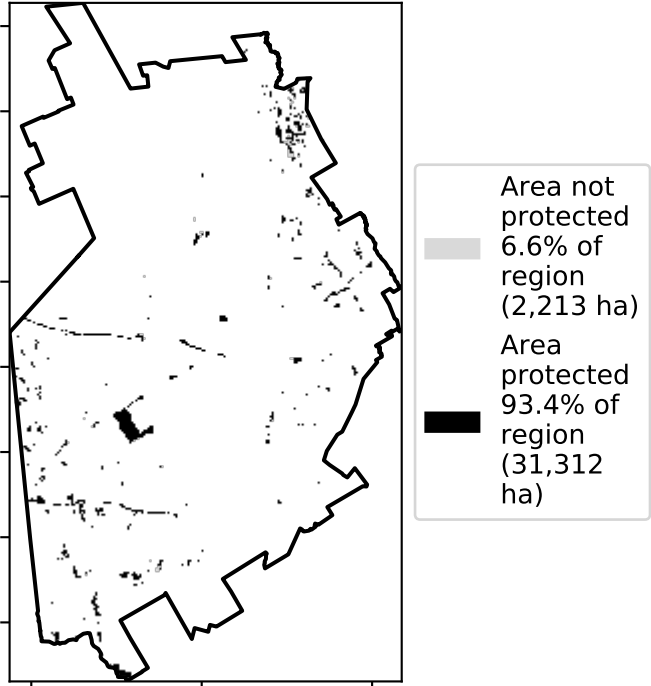 Area not
protected
6.6% of
region
(2,213 ha)
Area
protected
93.4% of
region
(31,312
ha)